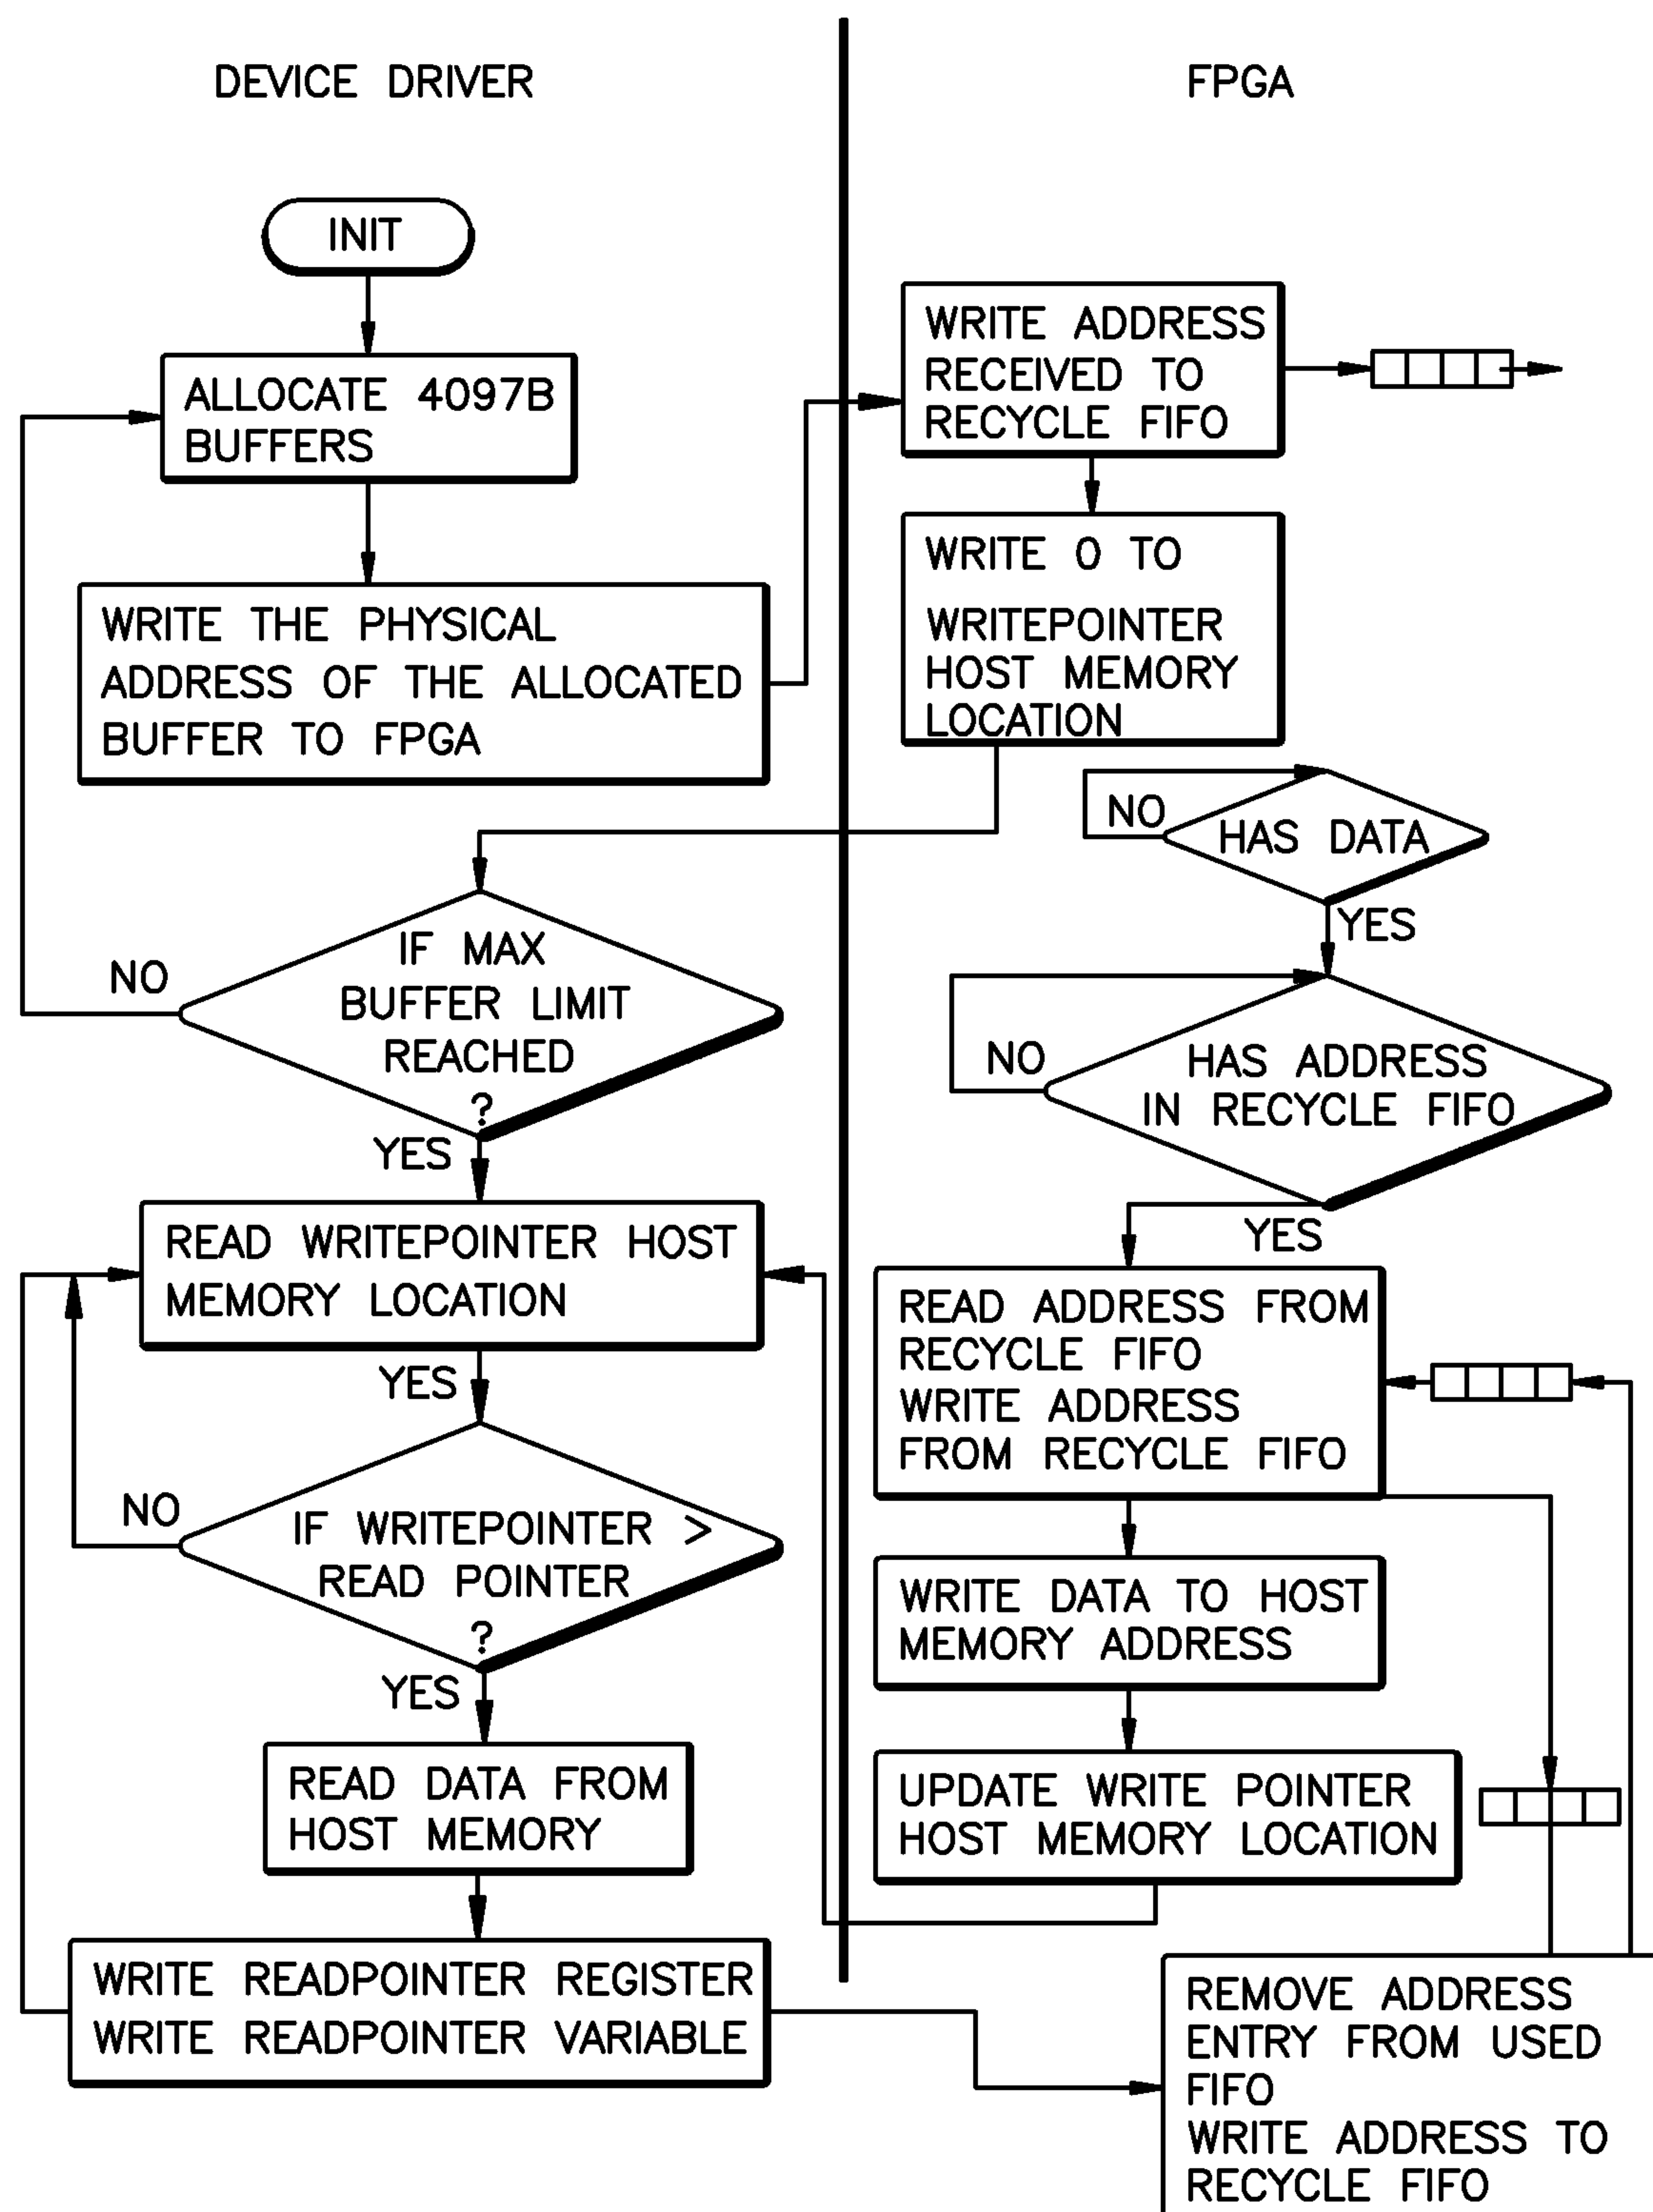 DEVICE DRIVER
FPGA
INIT
ALLOCATE 4097B
BUFFERS
WRITE THE PHYSICAL
ADDRESS OF THE ALLOCATED
BUFFER TO FPGA
IF MAX
BUFFER LIMIT
REACHED
?
NO
YES
READ WRITEPOINTER HOST
MEMORY LOCATION
YES
IF WRITEPOINTER >
READ POINTER
?
NO
YES
READ DATA FROM
HOST MEMORY
WRITE READPOINTER REGISTER
WRITE READPOINTER VARIABLE
WRITE ADDRESS
RECEIVED TO
RECYCLE FIFO
WRITE 0 TO
WRITEPOINTER
HOST MEMORY
LOCATION
NO
HAS DATA
YES
NO
HAS ADDRESS
IN RECYCLE FIFO
YES
READ ADDRESS FROM
RECYCLE FIFO
WRITE ADDRESS
FROM RECYCLE FIFO
WRITE DATA TO HOST
MEMORY ADDRESS
UPDATE WRITE POINTER
HOST MEMORY LOCATION
REMOVE ADDRESS
ENTRY FROM USED
FIFO
WRITE ADDRESS TO
RECYCLE FIFO